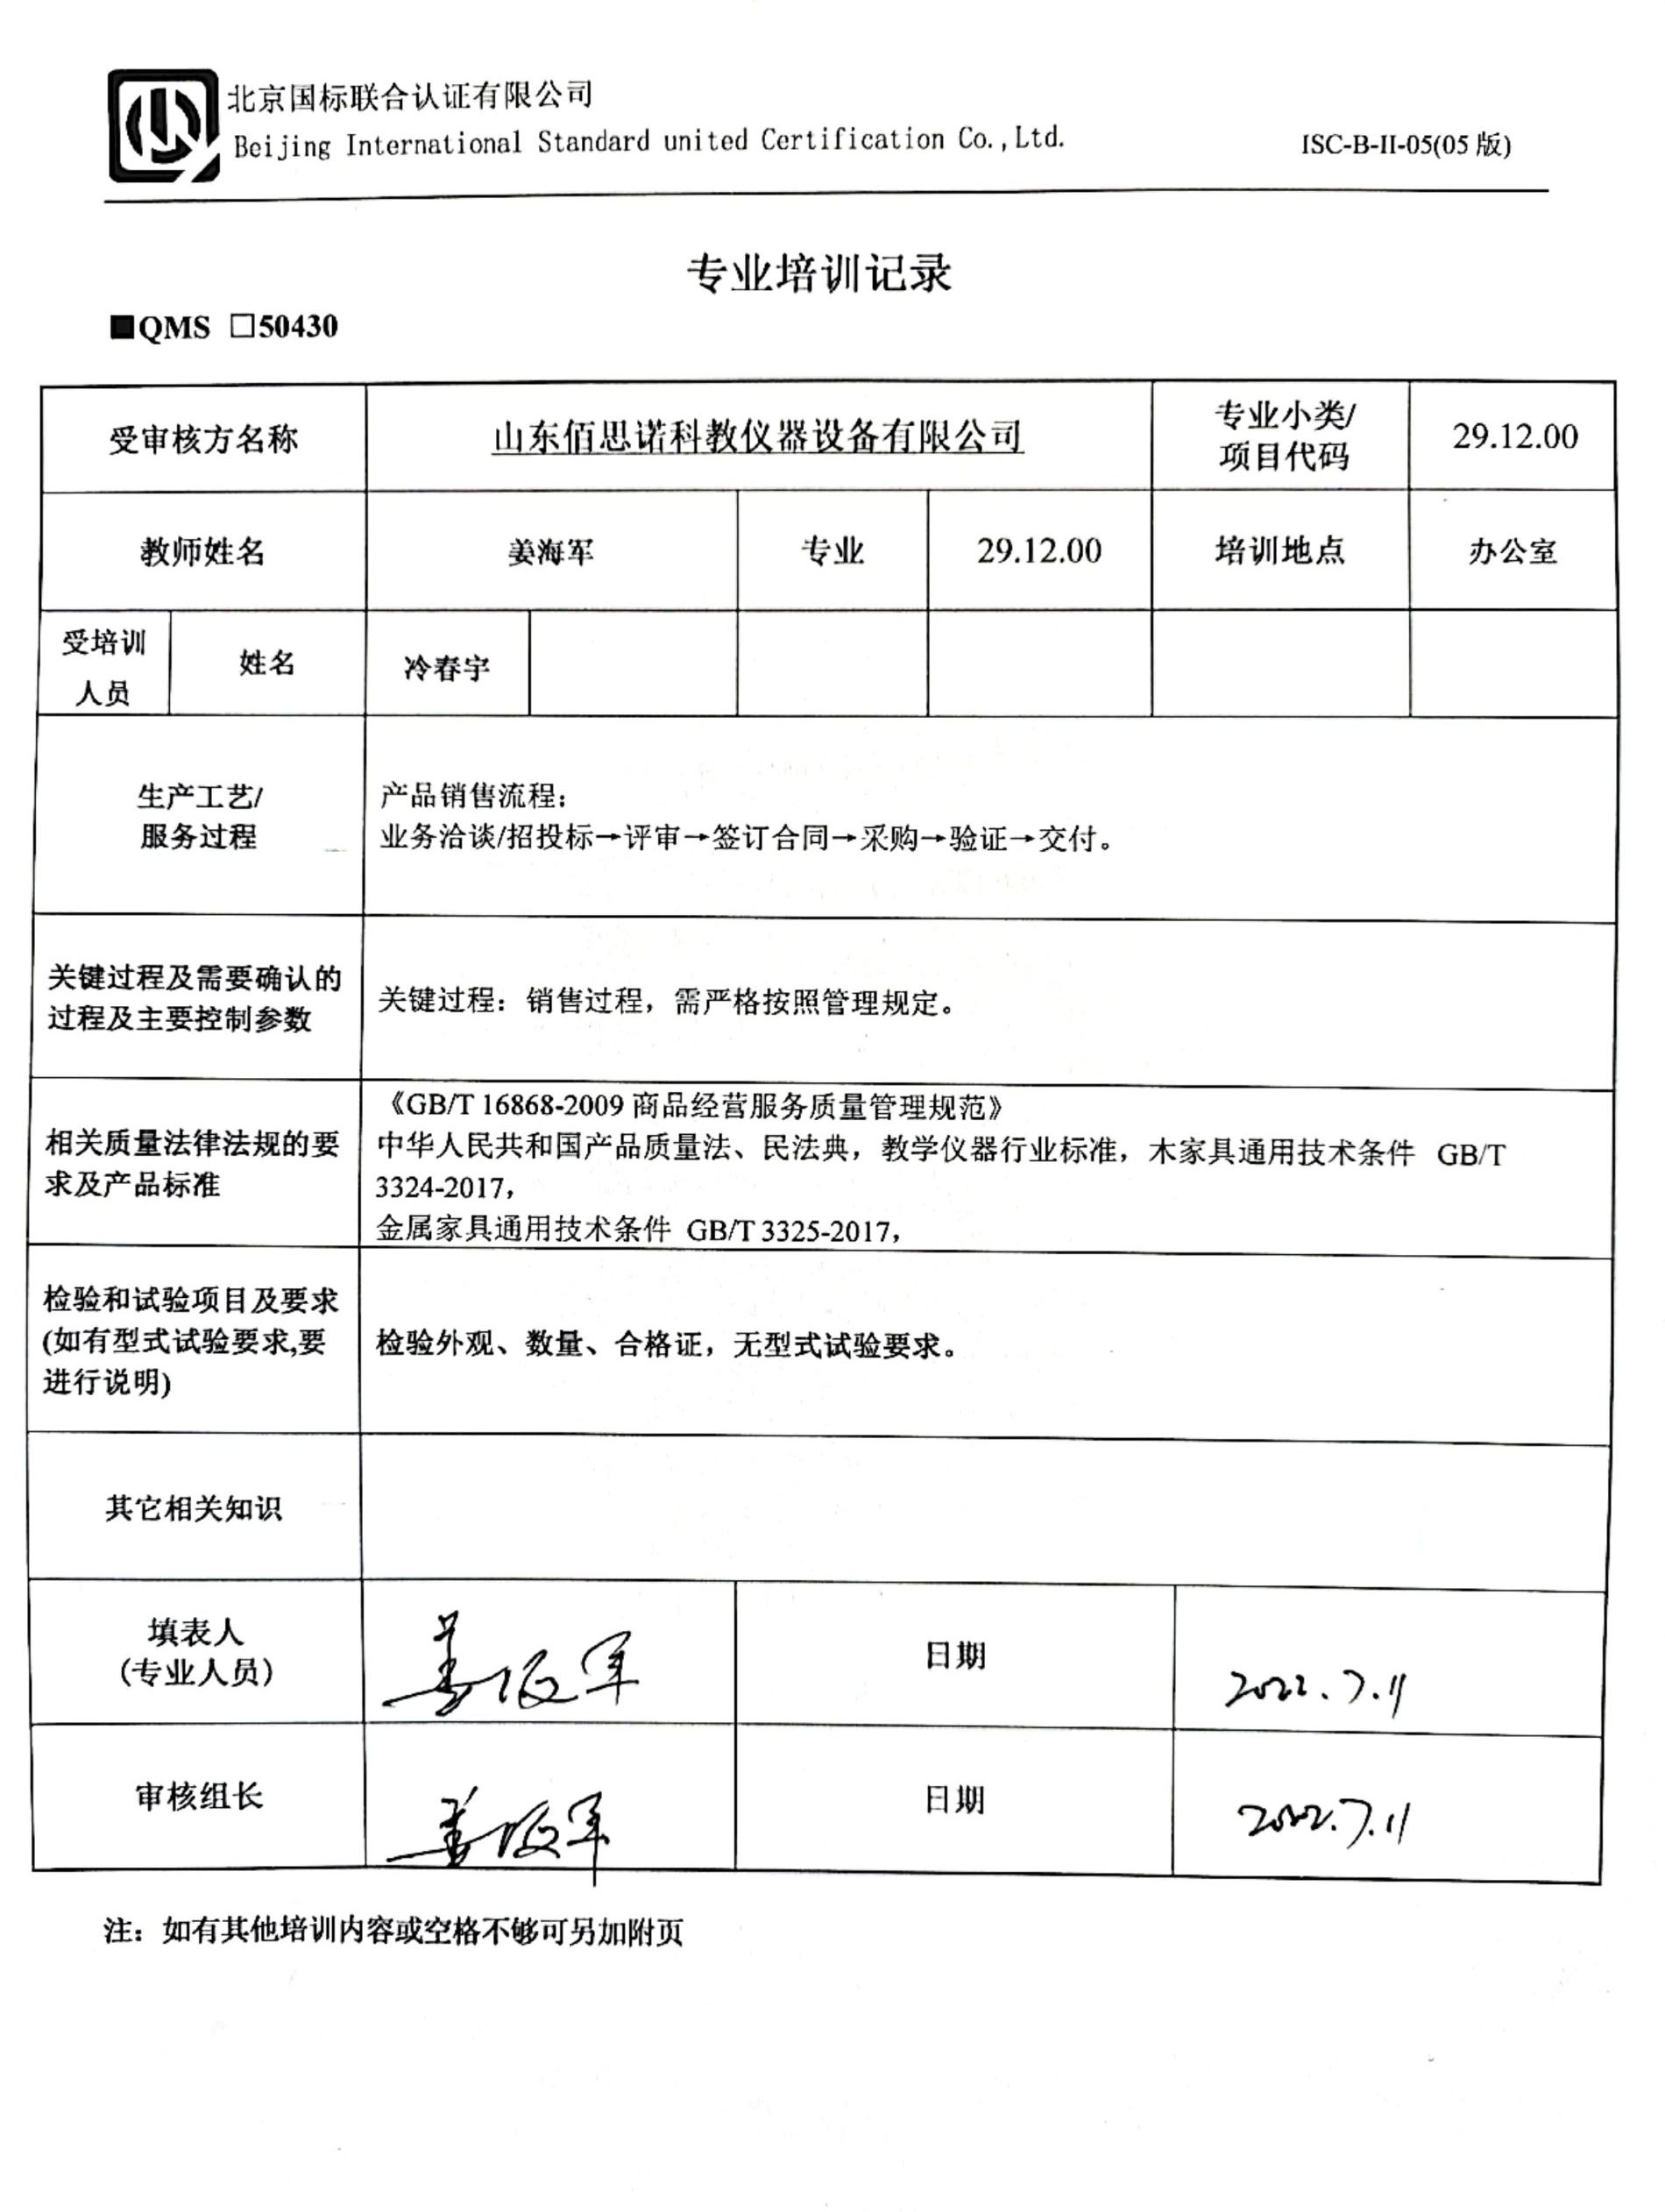 北京国标联合认证有限公司
Beijing International Standard united Certification Co.,Ltd.
ISC-B-II-05(05 版)
专业培训记录
■QMS □50430
受审核方名称
山东佰思诺科教仪器设备有限公司
专业小类/
项目代码
29.12.00
教师姓名
姜海军
专业
29.12.00
培训地点
办公室
受培训
人员
姓名
冷春宇
生产工艺/
服务过程
产品销售流程：
业务洽谈/招投标→评审→签订合同→采购→验证→交付。
关键过程及需要确认的
过程及主要控制参数
关键过程：销售过程，需严格按照管理规定。
相关质量法律法规的要
求及产品标准
《GB/T 16868-2009 商品经营服务质量管理规范》
中华人民共和国产品质量法、民法典，教学仪器行业标准，木家具通用技术条件 GB/T
3324-2017，
金属家具通用技术条件 GB/T 3325-2017，
检验和试验项目及要求
(如有型式试验要求,要
进行说明)
检验外观、数量、合格证，无型式试验要求。
其它相关知识
填表人
（专业人员）
姜海军
日期
2022.7.11
审核组长
姜海军
日期
2022.7.11
注：如有其他培训内容或空格不够可另加附页